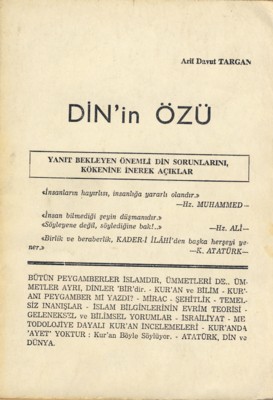 Arif Davut TARGAN
DİN'in ÖZÜ
YANIT BEKLEYEN ÖNEMLİ DİN SORUNLARINI,
KÖKENİNE İNEREK AÇIKLAR
«İnsanların hayırlısı, insanlığa yararlı olandır.»
—Hz. MUHAMMED—
«İnsan bilmediği şeyin düşmanıdır.»
«Söyleyene değil, söylediğine bak!..»
—Hz. ALİ—
«Birlik ve beraberlik, KADER-İ İLÂHİ'den başka herşeyi ye-
ner.»
—K. ATATÜRK—
BÜTÜN PEYGAMBERLER İSLAMDIR, ÜMMETLERİ DE.. ÜM-
METLER AYRI, DİNLER 'BİR'dir. - KUR'AN ve BİLİM - KUR'-
ANI PEYGAMBER Mİ YAZDI? - MİRAC - ŞEHİTLİK - TEMEL-
SİZ İNANIŞLAR - İSLAM BİLGİNLERİNİN EVRİM TEORİSİ -
GELENEKSEL ve BİLİMSEL YORUMLAR - İSRAİLİYAT - ME
TODOLOJİYE DAYALI KUR'AN İNCELEMELERİ - KUR'ANDA
'AYET' YOKTUR : Kur'an Böyle Söylüyor. - ATATÜRK, DİN ve
DÜNYA.